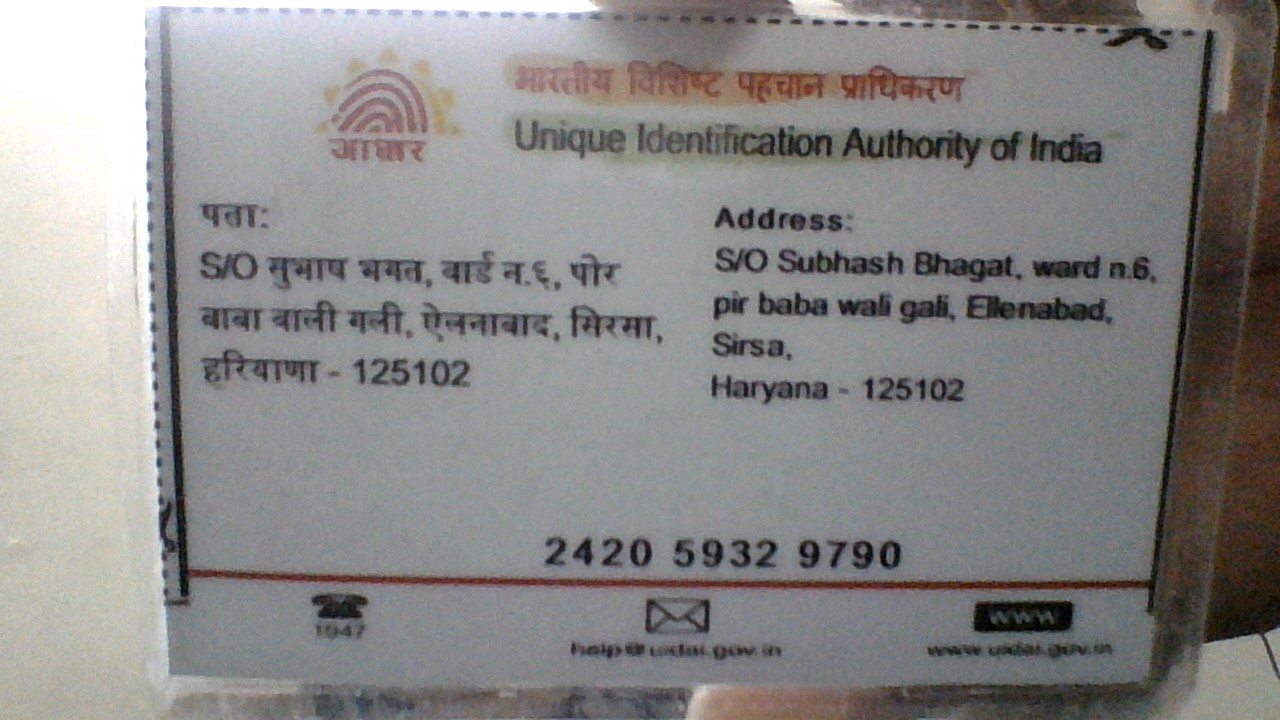 भारतीय विशिष्ट पहचान प्राधिकरण
Unique Identification Authority of India
आधार
पता:
S/O सुभाष भगत, वार्ड न.६, पीर
बाबा वाली गली, ऐलनाबाद, सिरसा,
हरियाणा - 125102
Address:
S/O Subhash Bhagat, ward n.6,
pir baba wali gali, Ellenabad,
Sirsa,
Haryana - 125102
2420 5932 9790
1947
help@uidai.gov.in
www
www.uidai.gov.in